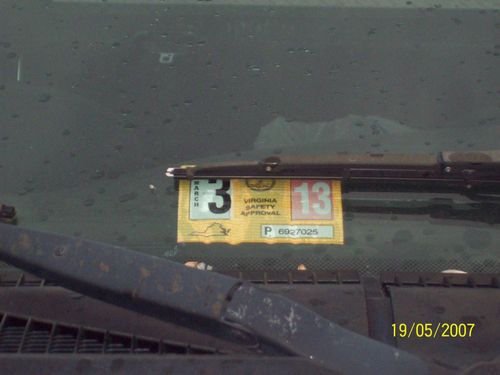 MARCH
3
13
VIRGINIA
SAFETY
APPROVAL
P 6927025
19/05/2007